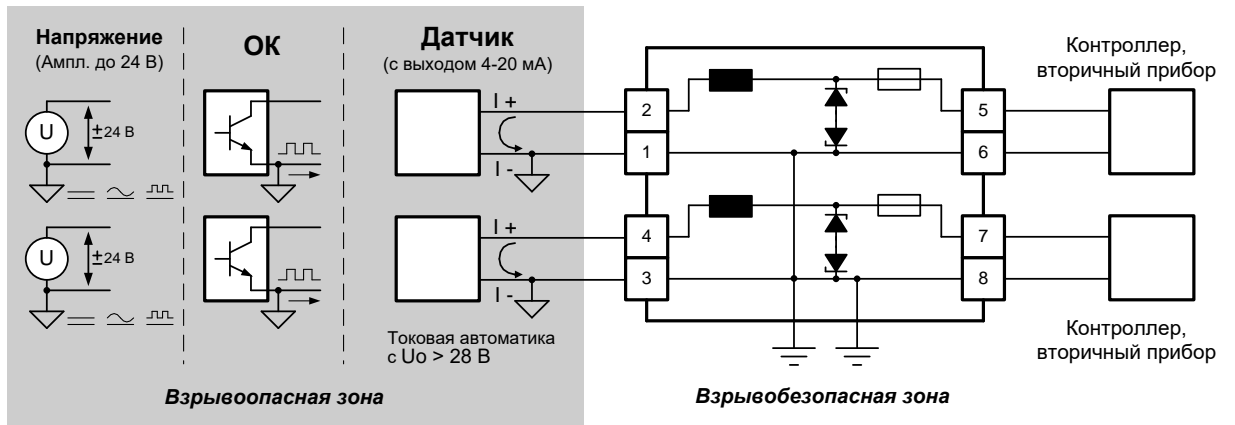 Напряжение
(Ампл. до 24 В)
ОК
Датчик
(с выходом 4-20 мА)
Контроллер,
вторичный прибор
U
±24 В
I +
I -
2
1
5
6
U
±24 В
I +
I -
4
3
7
8
Токовая автоматика
с Uo > 28 В
Контроллер,
вторичный прибор
Взрывоопасная зона
Взрывобезопасная зона